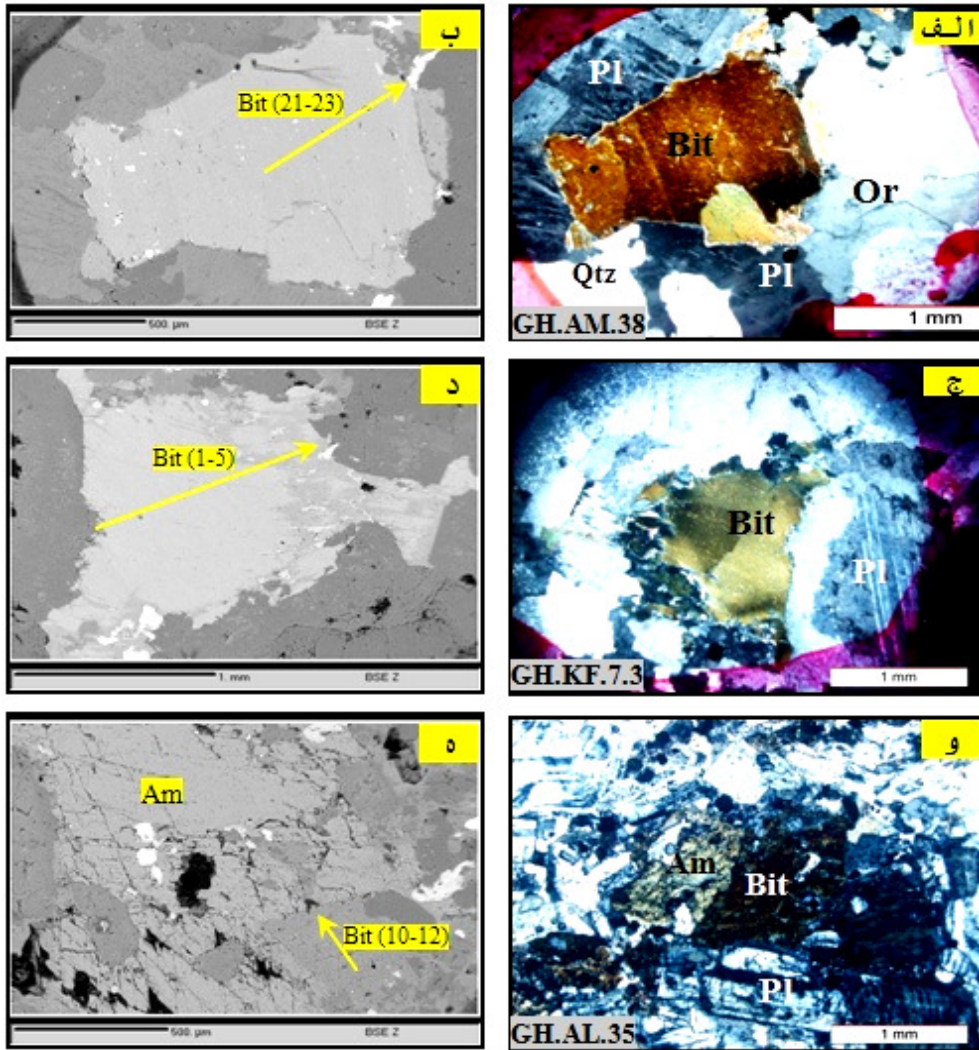 الف
Pl
Bit
Or
Qtz
Pl
1 mm
GH.AM.38
ب
Bit (21-23)
500. µm
BSE Z
ج
Bit
Pl
GH.KF.7.3
1 mm
د
Bit (1-5)
1. mm
BSE Z
و
Am
Bit
Pl
GH.AL.35
1 mm
ه
Am
Bit (10-12)
500. µm
BSE Z